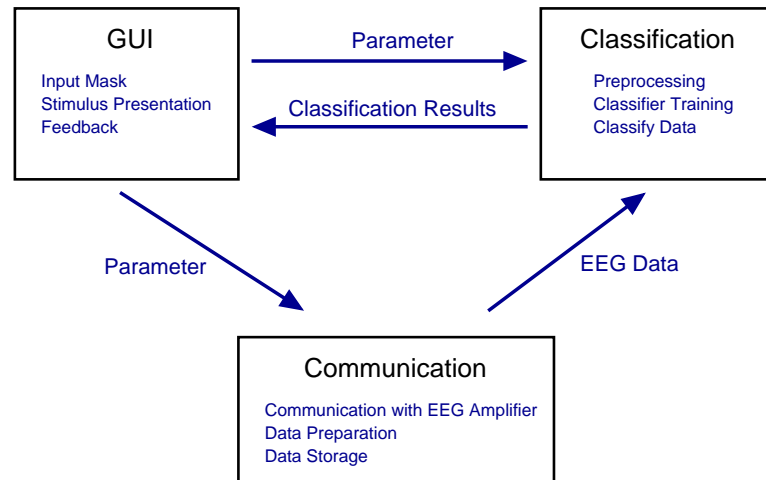 GUI
Input Mask
Stimulus Presentation
Feedback
Parameter
Classification Results
Classification
Preprocessing
Classifier Training
Classify Data
Parameter
EEG Data
Communication
Communication with EEG Amplifier
Data Preparation
Data Storage